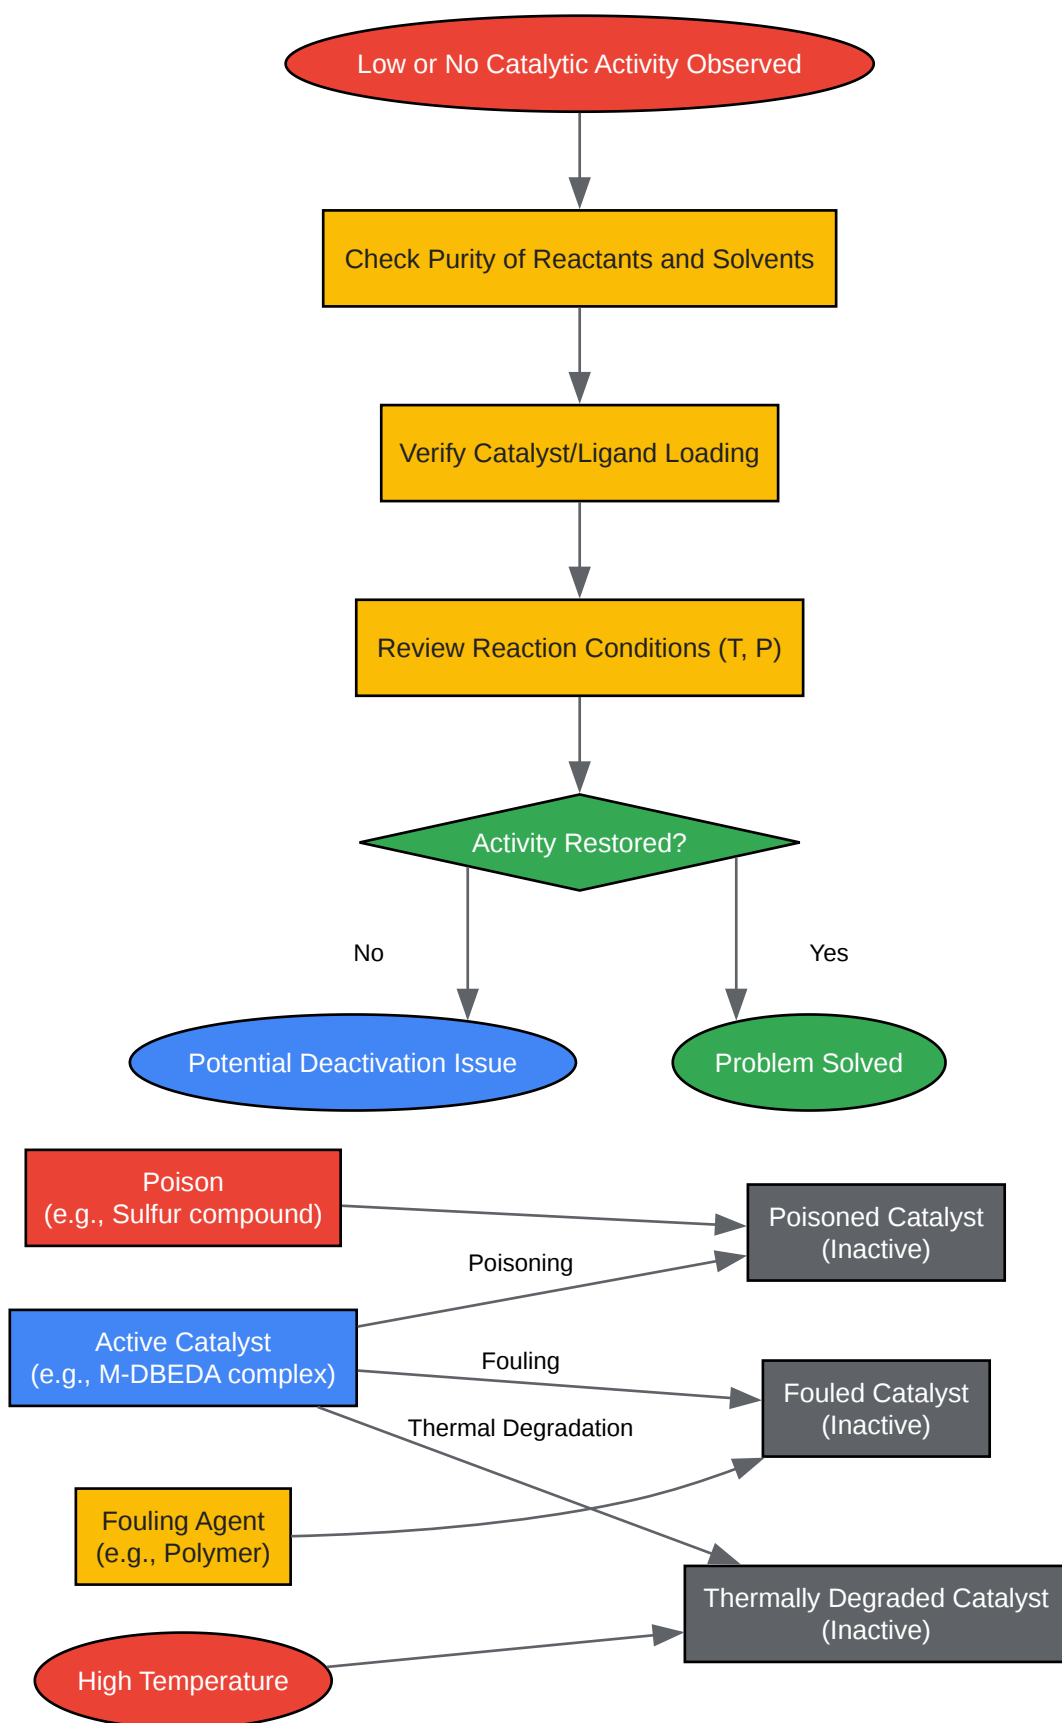 Low or No Catalytic Activity Observed
Check Purity of Reactants and Solvents
Verify Catalyst/Ligand Loading
Review Reaction Conditions (T, P)
Activity Restored?
No
Yes
Potential Deactivation Issue
Problem Solved
Poison
(e.g., Sulfur compound)
Poisoned Catalyst
(Inactive)
Poisoning
Active Catalyst
(e.g., M-DBEDA complex)
Fouling
Fouled Catalyst
(Inactive)
Thermal Degradation
Fouling Agent
(e.g., Polymer)
Thermally Degraded Catalyst
(Inactive)
High Temperature